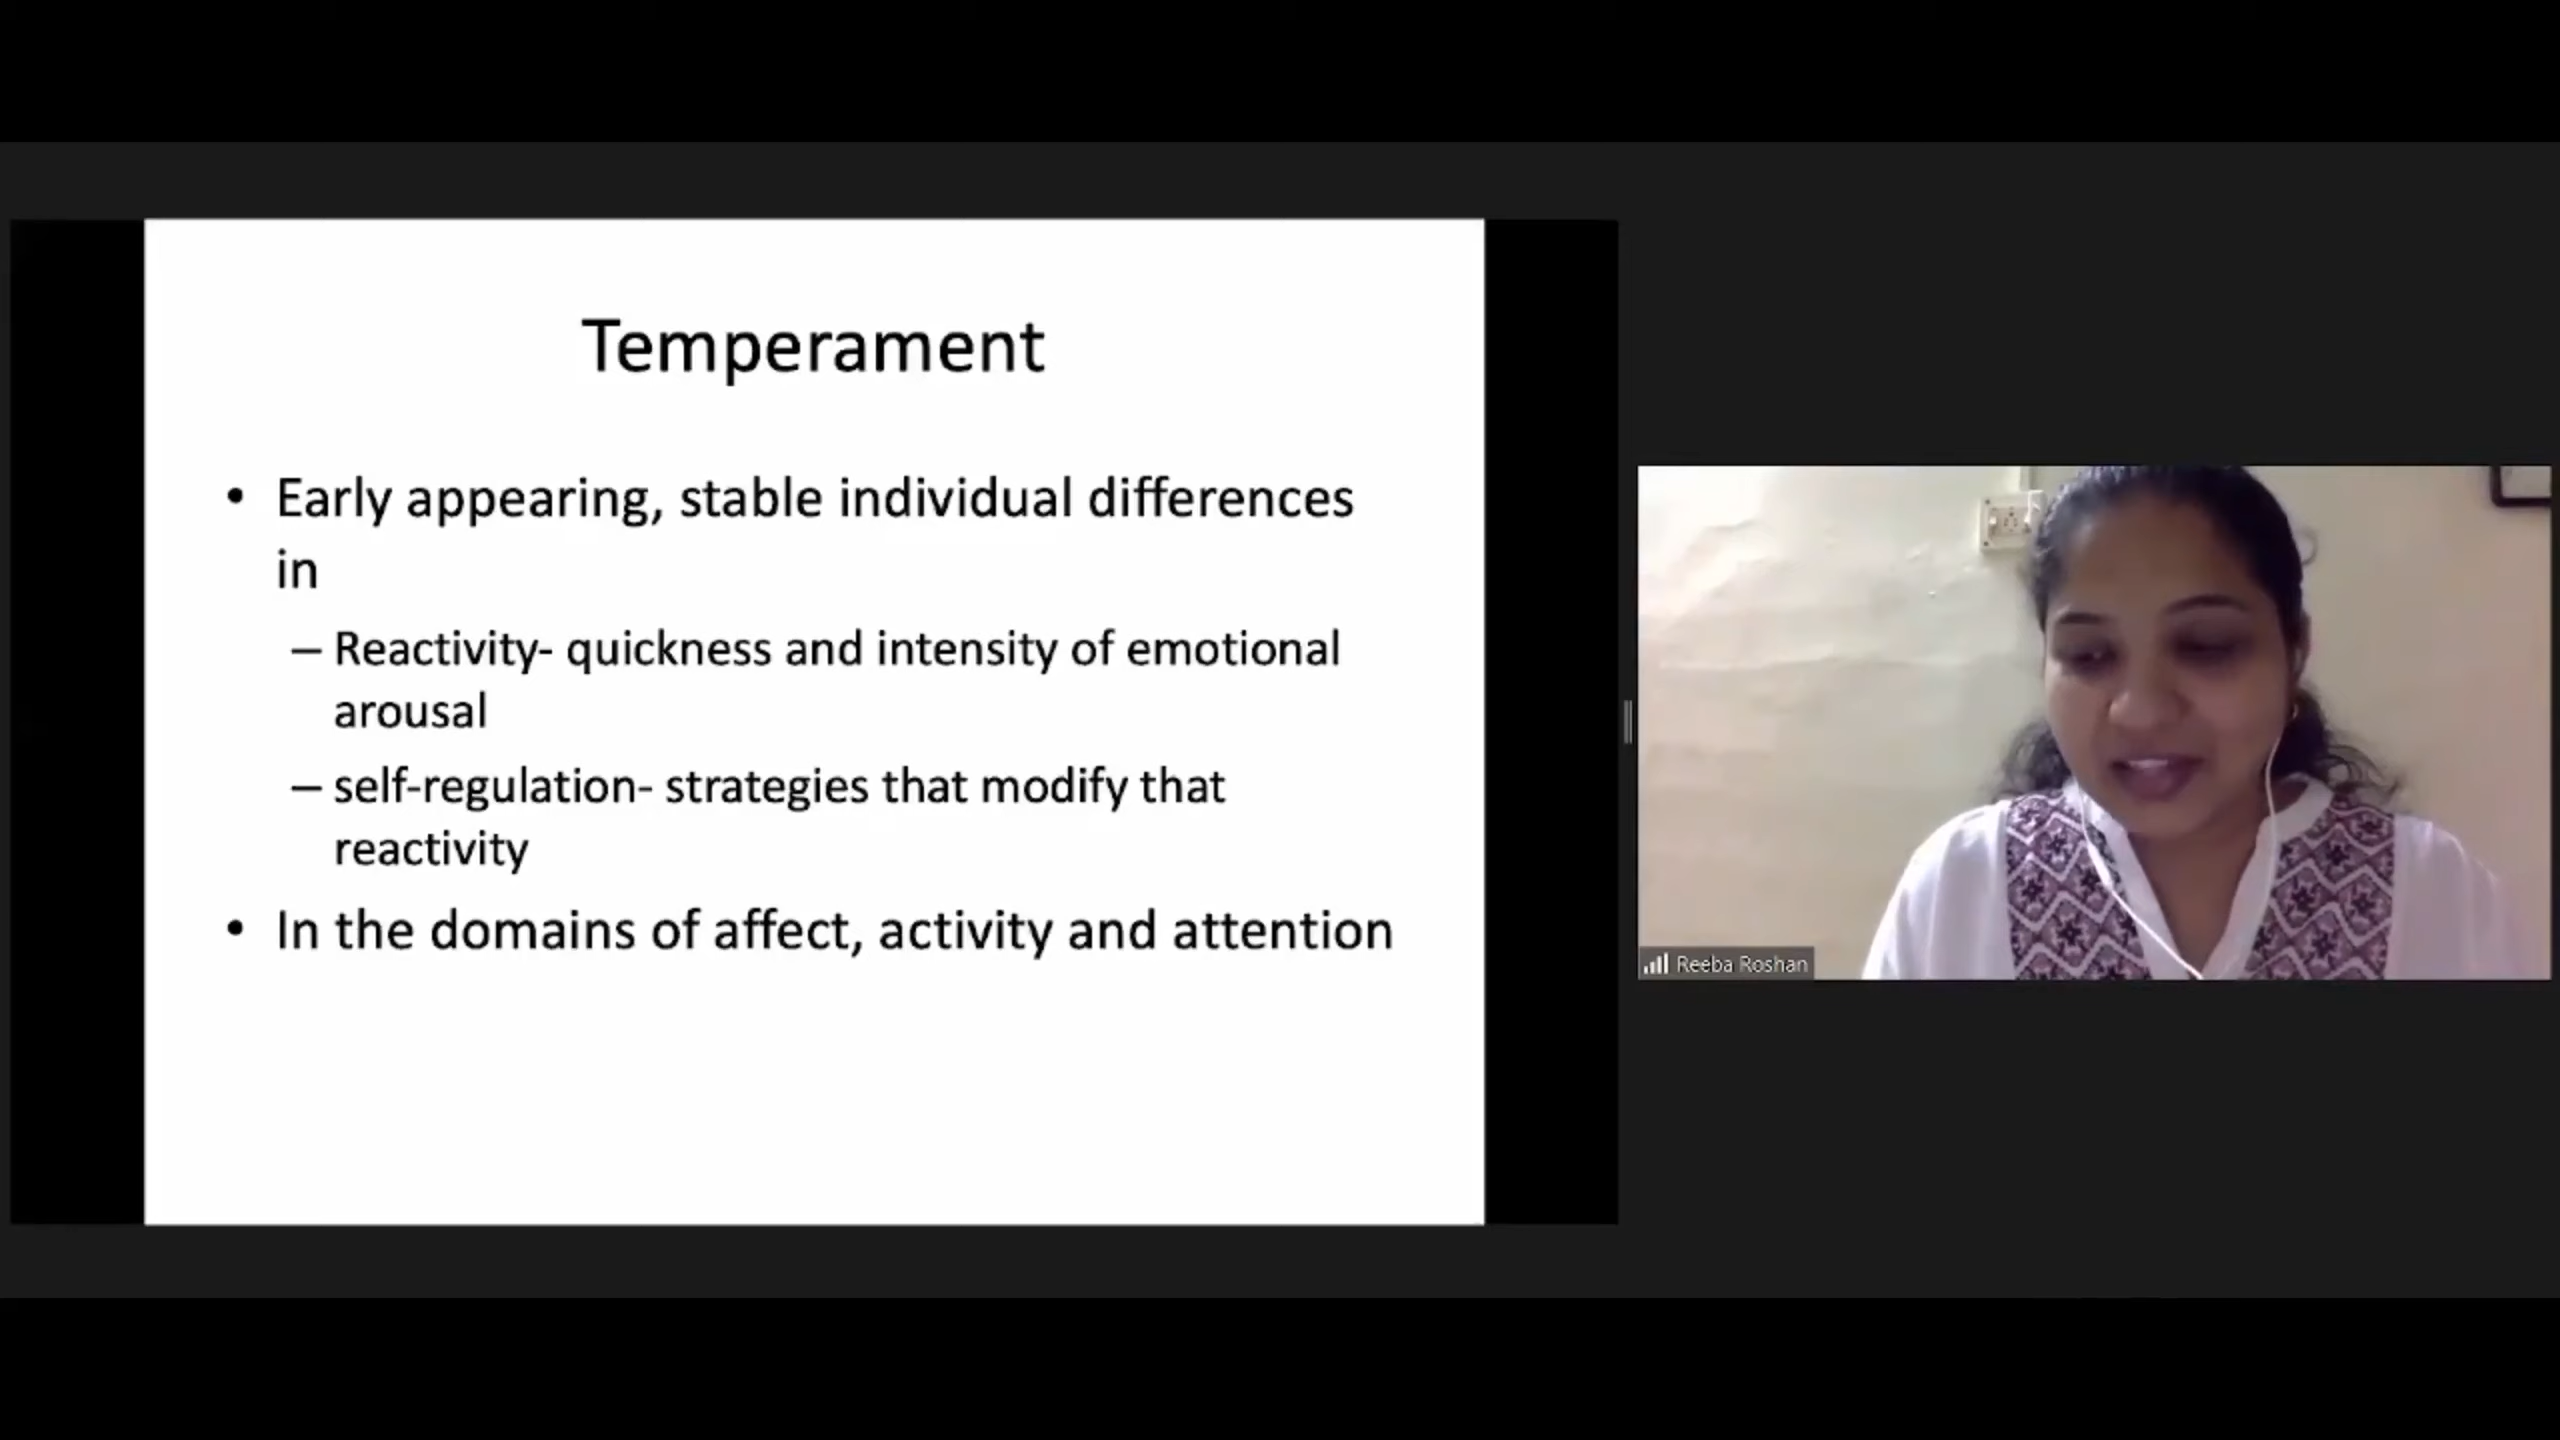 Temperament
• Early appearing, stable individual differences
in
– Reactivity- quickness and intensity of emotional
arousal
– self-regulation- strategies that modify that
reactivity
• In the domains of affect, activity and attention
Reeba Roshan